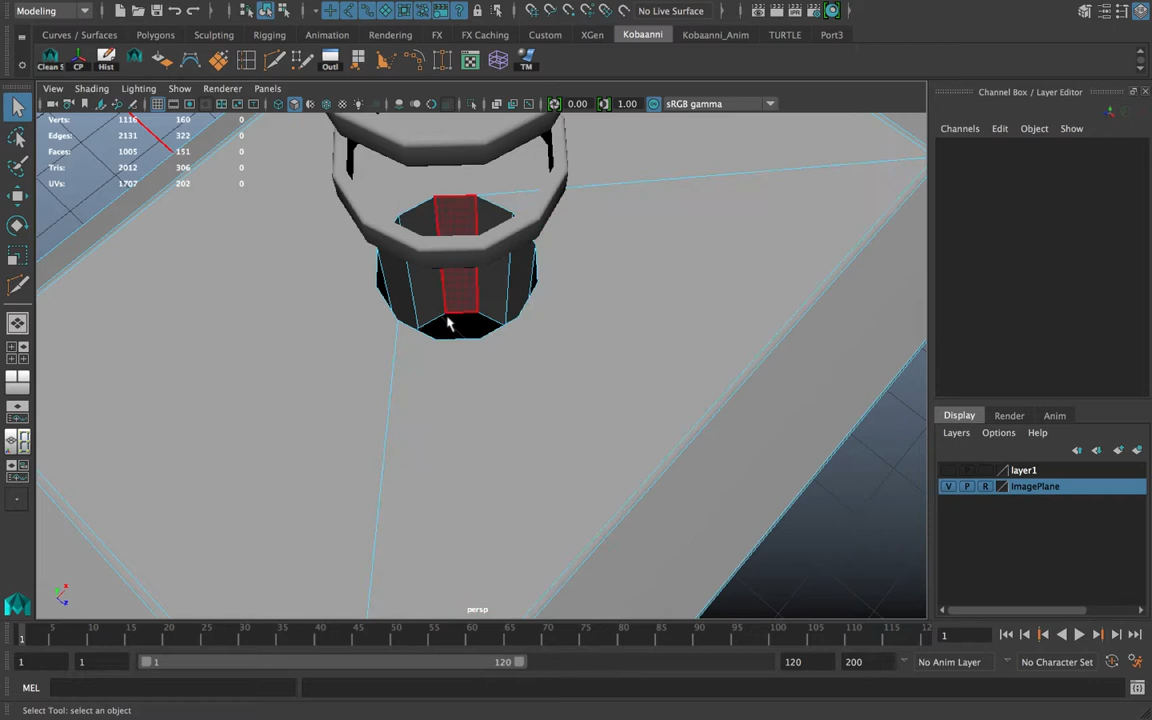 Modeling
No Live Surface
Curves / Surfaces Polygons Sculpting Rigging Animation Rendering FX FX Caching Custom XGen Kobaanni Kobaanni_Anim TURTLE Port3
Clean S CP Hist Outl TM
View Shading Lighting Show Renderer Panels
0.00 1.00 sRGB gamma
Channel Box / Layer Editor
Channels Edit Object Show
Verts: 1116 160 0
Edges: 2131 322 0
Faces: 1005 151 0
Tris: 2012 306 0
UVs: 1707 202 0
Display Render Anim
Layers Options Help
layer1
V P R ImagePlane
persp
5 10 15 20 25 30 35 40 45 50 55 60 65 70 75 80 85 90 95 100 105 110 115 12
1
1
1 1 1 120 120 200 No Anim Layer No Character Set
MEL
Select Tool: select an object